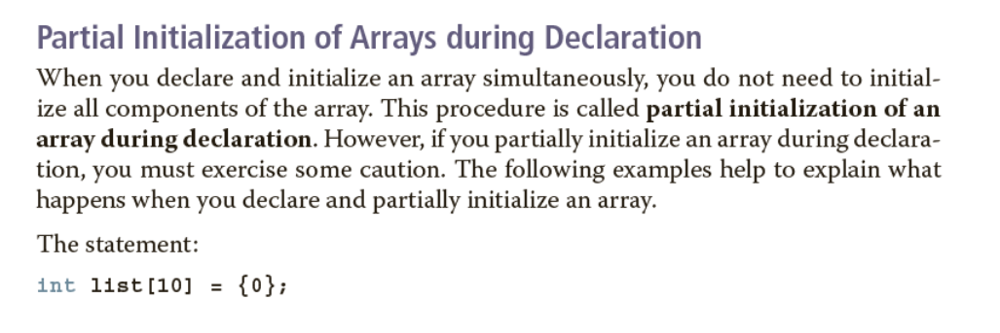 Partial Initialization of Arrays during Declaration
When you declare and initialize an array simultaneously, you do not need to initial-
ize all components of the array. This procedure is called partial initialization of an
array during declaration. However, if you partially initialize an array during declara-
tion, you must exercise some caution. The following examples help to explain what
happens when you declare and partially initialize an array.
The statement:
int list[10] = {0};